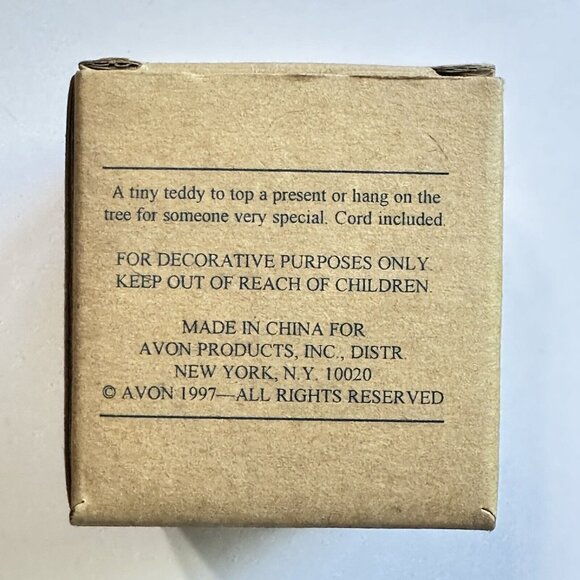 A tiny teddy to top a present or hang on the
tree for someone very special. Cord included.
FOR DECORATIVE PURPOSES ONLY.
KEEP OUT OF REACH OF CHILDREN.
MADE IN CHINA FOR
AVON PRODUCTS, INC., DISTR.
NEW YORK, N.Y. 10020
© AVON 1997—ALL RIGHTS RESERVED